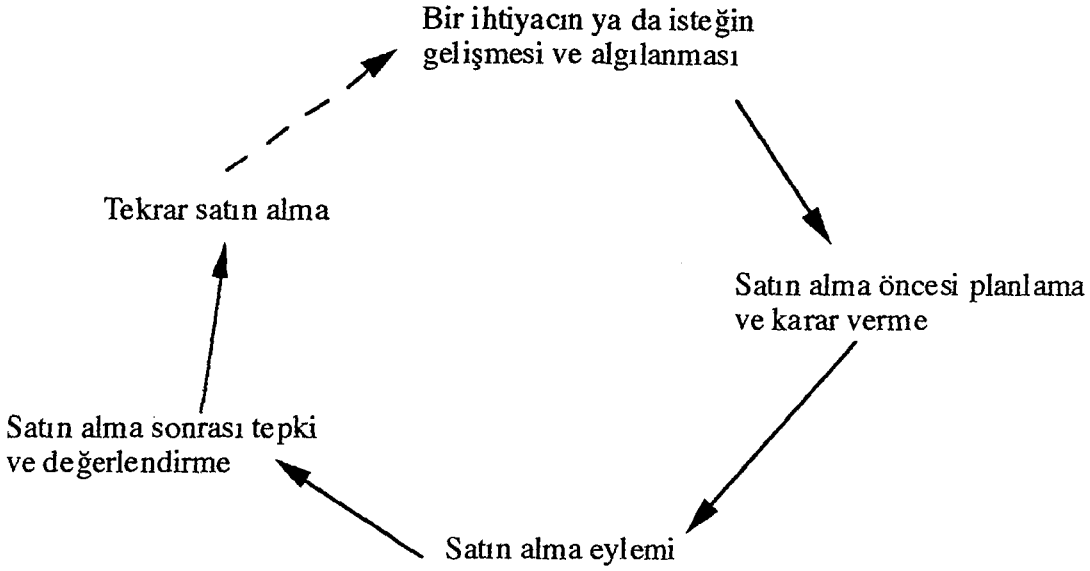 Bir ihtiyacın ya da isteğin
gelişmesi ve algılanması
Satın alma öncesi planlama
ve karar verme
Satın alma eylemi
Satın alma sonrası tepki
ve değerlendirme
Tekrar satın alma